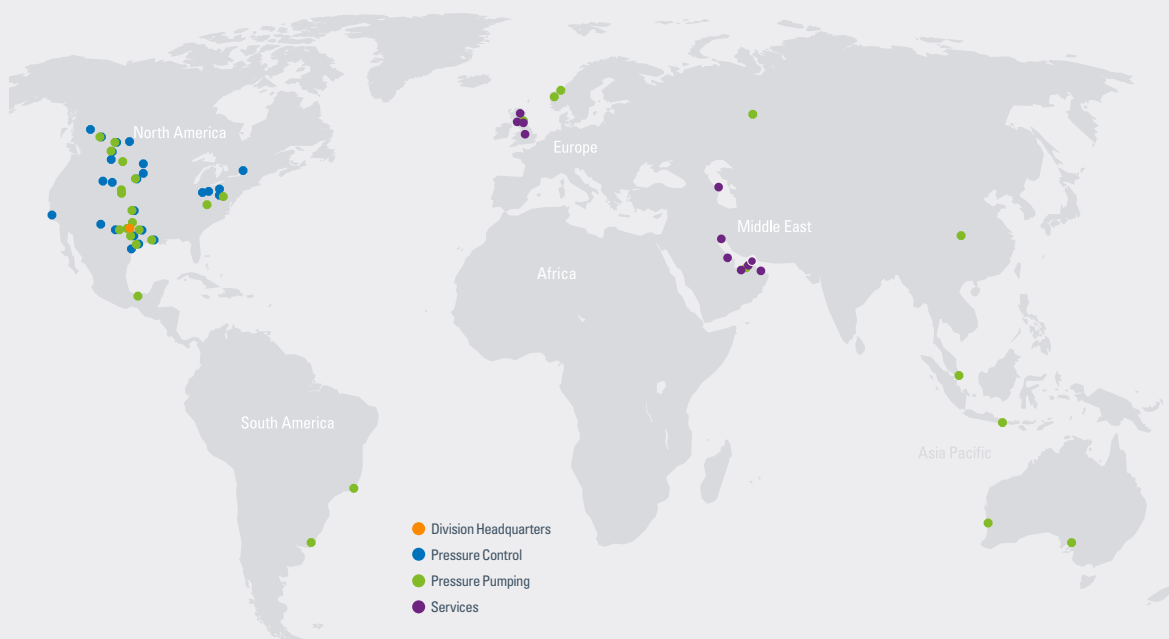 North America
Europe
Middle East
Africa
South America
Asia Pacific
Division Headquarters
Pressure Control
Pressure Pumping
Services